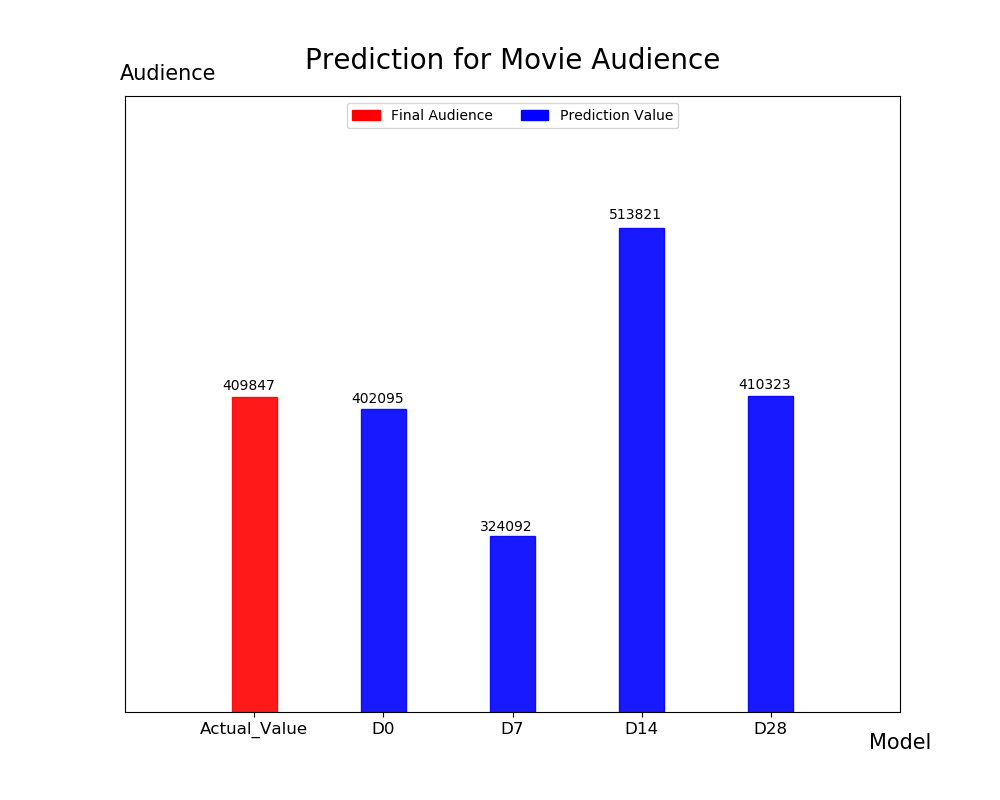 Prediction for Movie Audience
Audience
Final Audience Prediction Value
513821
409847 402095 410323
324092
Actual_Value D0 D7 D14 D28
Model